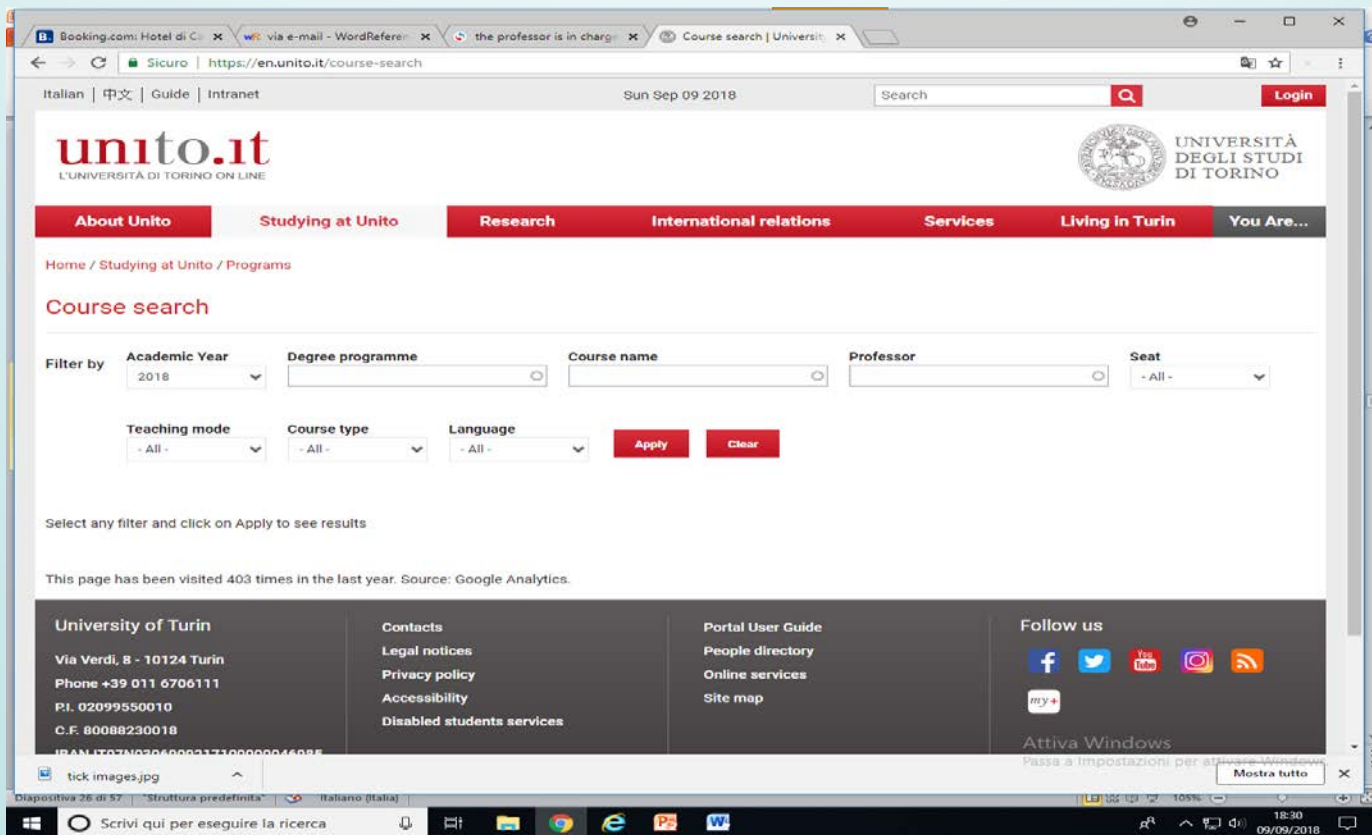 Booking.com: Hotel di C
via e-mail - WordReferen
the professor is in charge
Course search | Universit
Sicuro | https://en.unito.it/course-search
Italian | 中文 | Guide | Intranet
Sun Sep 09 2018
Search
Login
unito.it
L'UNIVERSITÀ DI TORINO ON LINE
UNIVERSITÀ
DEGLI STUDI
DI TORINO
About Unito
Studying at Unito
Research
International relations
Services
Living in Turin
You Are...
Home / Studying at Unito / Programs
Course search
Filter by
Academic Year
Degree programme
Course name
Professor
Seat
2018
- All -
Teaching mode
Course type
Language
- All -
- All -
- All -
Apply
Clear
Select any filter and click on Apply to see results
This page has been visited 403 times in the last year. Source: Google Analytics.
University of Turin
Via Verdi, 8 - 10124 Turin
Phone +39 011 6706111
P.I. 02099550010
C.F. 80088230018
Contacts
Legal notices
Privacy policy
Accessibility
Disabled students services
Portal User Guide
People directory
Online services
Site map
Follow us
You Tube
my+
Attiva Windows
Passa a Impostazioni per attivare Windows.
tick images.jpg
Mostra tutto
Diapositiva 26 di 57
"Struttura predefinita"
Italiano (Italia)
105%
Scrivi qui per eseguire la ricerca
18:30
09/09/2018